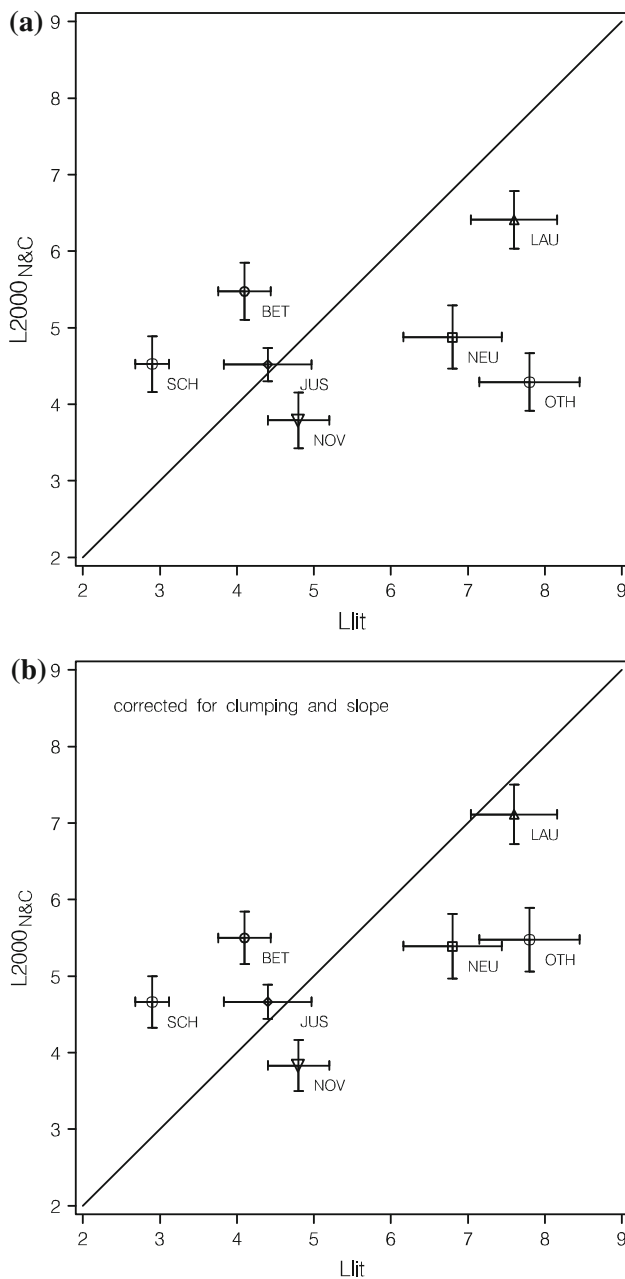 (a)
9
8
7
6
5
4
3
2
L2000N&C
LAU
BET
NEU
SCH
JUS
OTH
NOV
2 3 4 5 6 7 8 9
Llit
(b)
9
8
7
6
5
4
3
2
L2000N&C
corrected for clumping and slope
LAU
BET
NEU
OTH
SCH
JUS
NOV
2 3 4 5 6 7 8 9
Llit